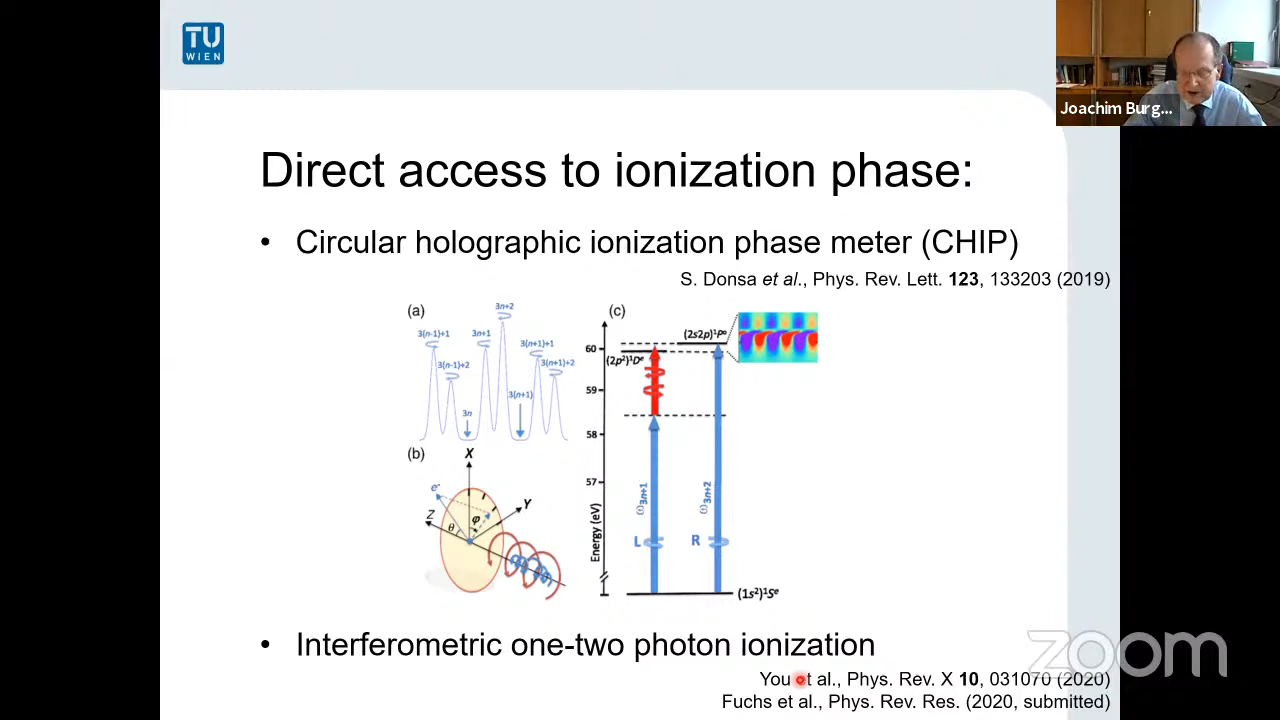 TU
WIEN
Joachim Burg...
Direct access to ionization phase:
• Circular holographic ionization phase meter (CHIP)
S. Donsa et al., Phys. Rev. Lett. 123, 133203 (2019)
(a)
3n+2
3(n-1)+1
3n+1
3(n+1)+1
3(n-1)+2
3(n+1)+2
3n
3(n+1)
(b)
X
e⁻
Y
Z
θ
φ
(c)
(2s2p)¹Pᵒ
60
(2p²)¹Dᵉ
59
58
57
Energy (eV)
ω3n+1
ω3n+2
L
R
(1s²)¹Sᵉ
• Interferometric one-two photon ionization
You et al., Phys. Rev. X 10, 031070 (2020)
Fuchs et al., Phys. Rev. Res. (2020, submitted)
zoom